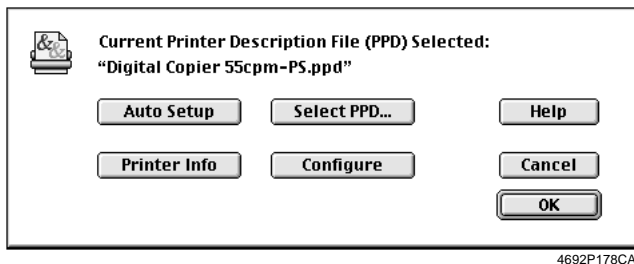 Current Printer Description File (PPD) Selected:
“Digital Copier 55cpm-PS.ppd”
Auto Setup Select PPD... Help
Printer Info Configure Cancel
OK
4692P178CA